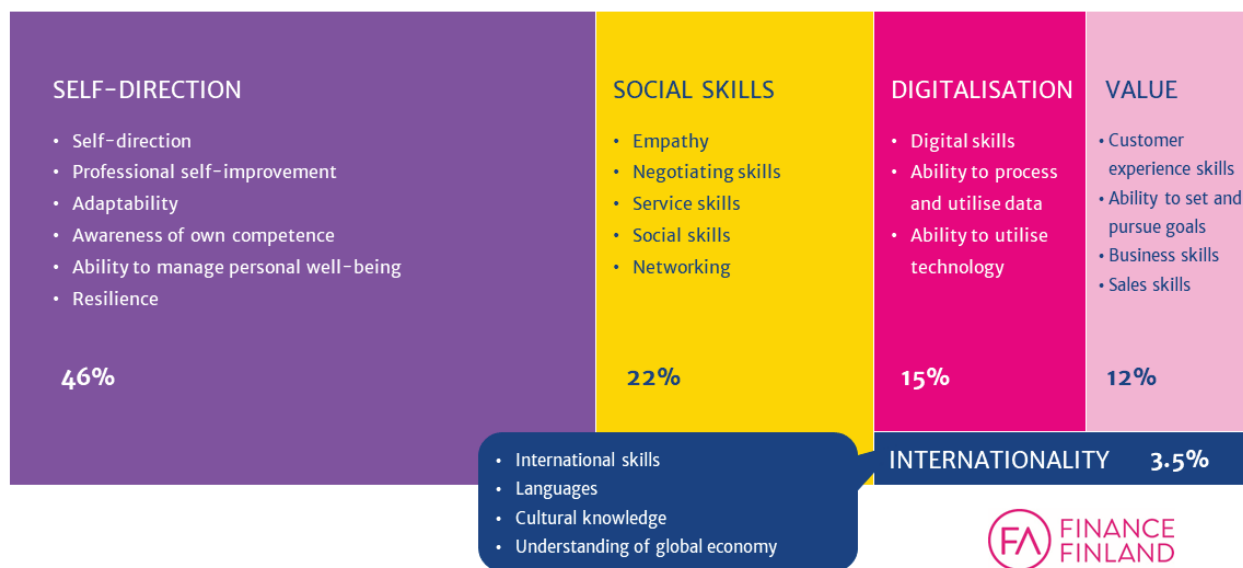 SELF-DIRECTION
• Self-direction
• Professional self-improvement
• Adaptability
• Awareness of own competence
• Ability to manage personal well-being
• Resilience
46%
SOCIAL SKILLS
• Empathy
• Negotiating skills
• Service skills
• Social skills
• Networking
22%
DIGITALISATION
• Digital skills
• Ability to process
and utilise data
• Ability to utilise
technology
15%
VALUE
• Customer
experience skills
• Ability to set and
pursue goals
• Business skills
• Sales skills
12%
INTERNATIONALITY 3.5%
• International skills
• Languages
• Cultural knowledge
• Understanding of global economy
FA FINANCE
FINLAND